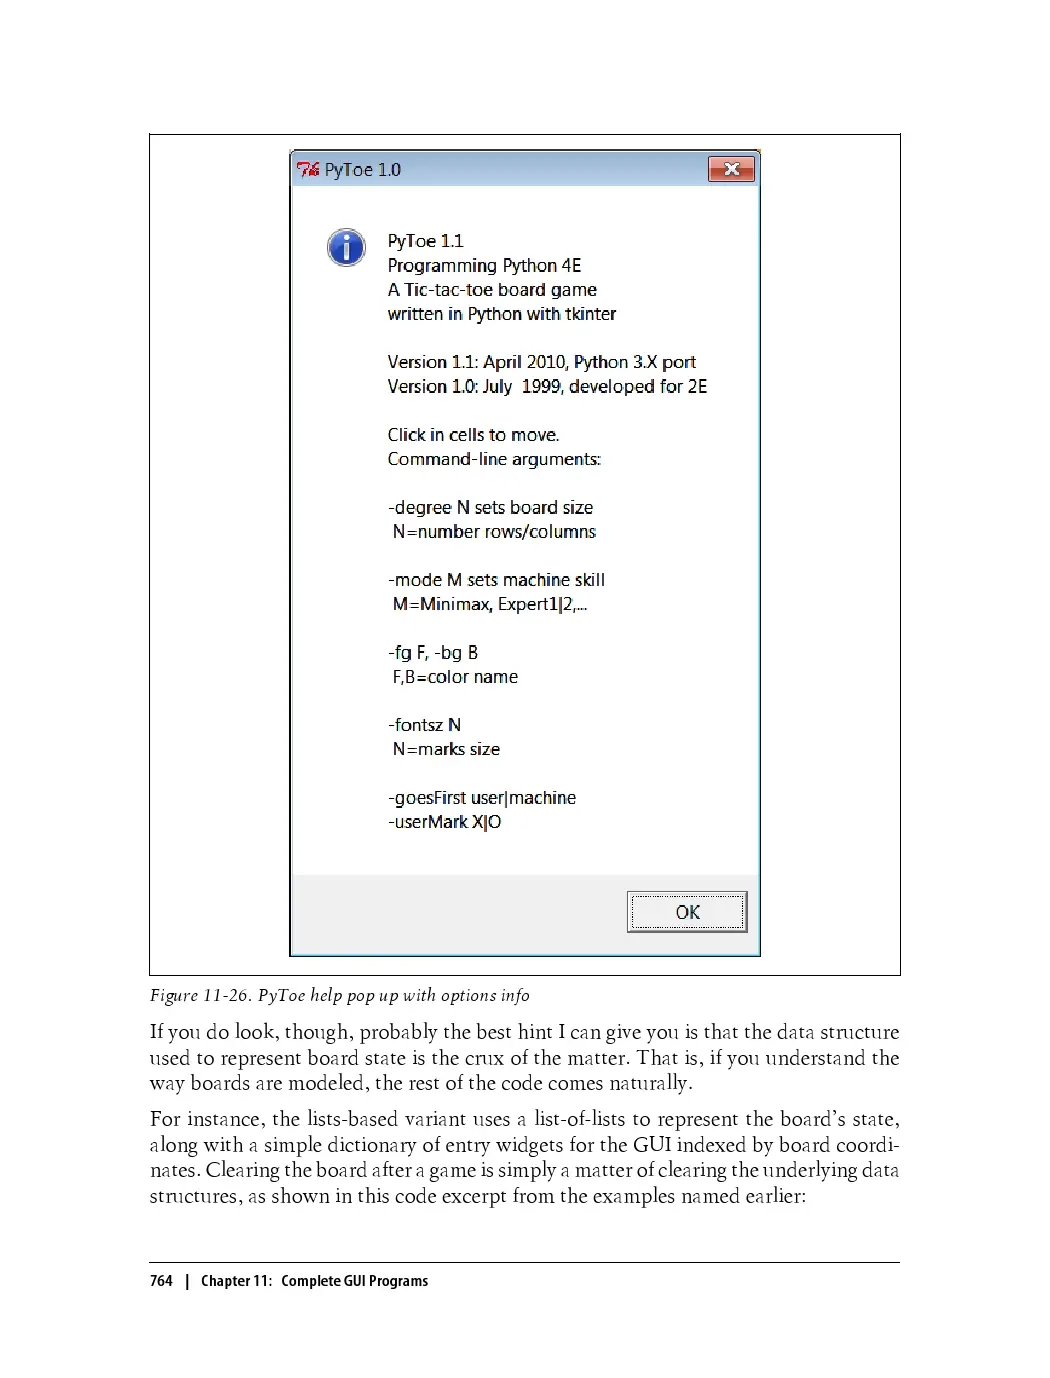 PyToe 1.0
PyToe 1.1
Programming Python 4E
A Tic-tac-toe board game
written in Python with tkinter
Version 1.1: April 2010, Python 3.X port
Version 1.0: July  1999, developed for 2E
Click in cells to move.
Command-line arguments:
-degree N sets board size
N=number rows/columns
-mode M sets machine skill
M=Minimax, Expert1|2,...
-fg F, -bg B
F,B=color name
-fontsz N
N=marks size
-goesFirst user|machine
-userMark X|O
OK
Figure 11-26. PyToe help pop up with options info
If you do look, though, probably the best hint I can give you is that the data structure
used to represent board state is the crux of the matter. That is, if you understand the
way boards are modeled, the rest of the code comes naturally.
For instance, the lists-based variant uses a list-of-lists to represent the board’s state,
along with a simple dictionary of entry widgets for the GUI indexed by board coordi-
nates. Clearing the board after a game is simply a matter of clearing the underlying data
structures, as shown in this code excerpt from the examples named earlier:
764 | Chapter 11: Complete GUI Programs